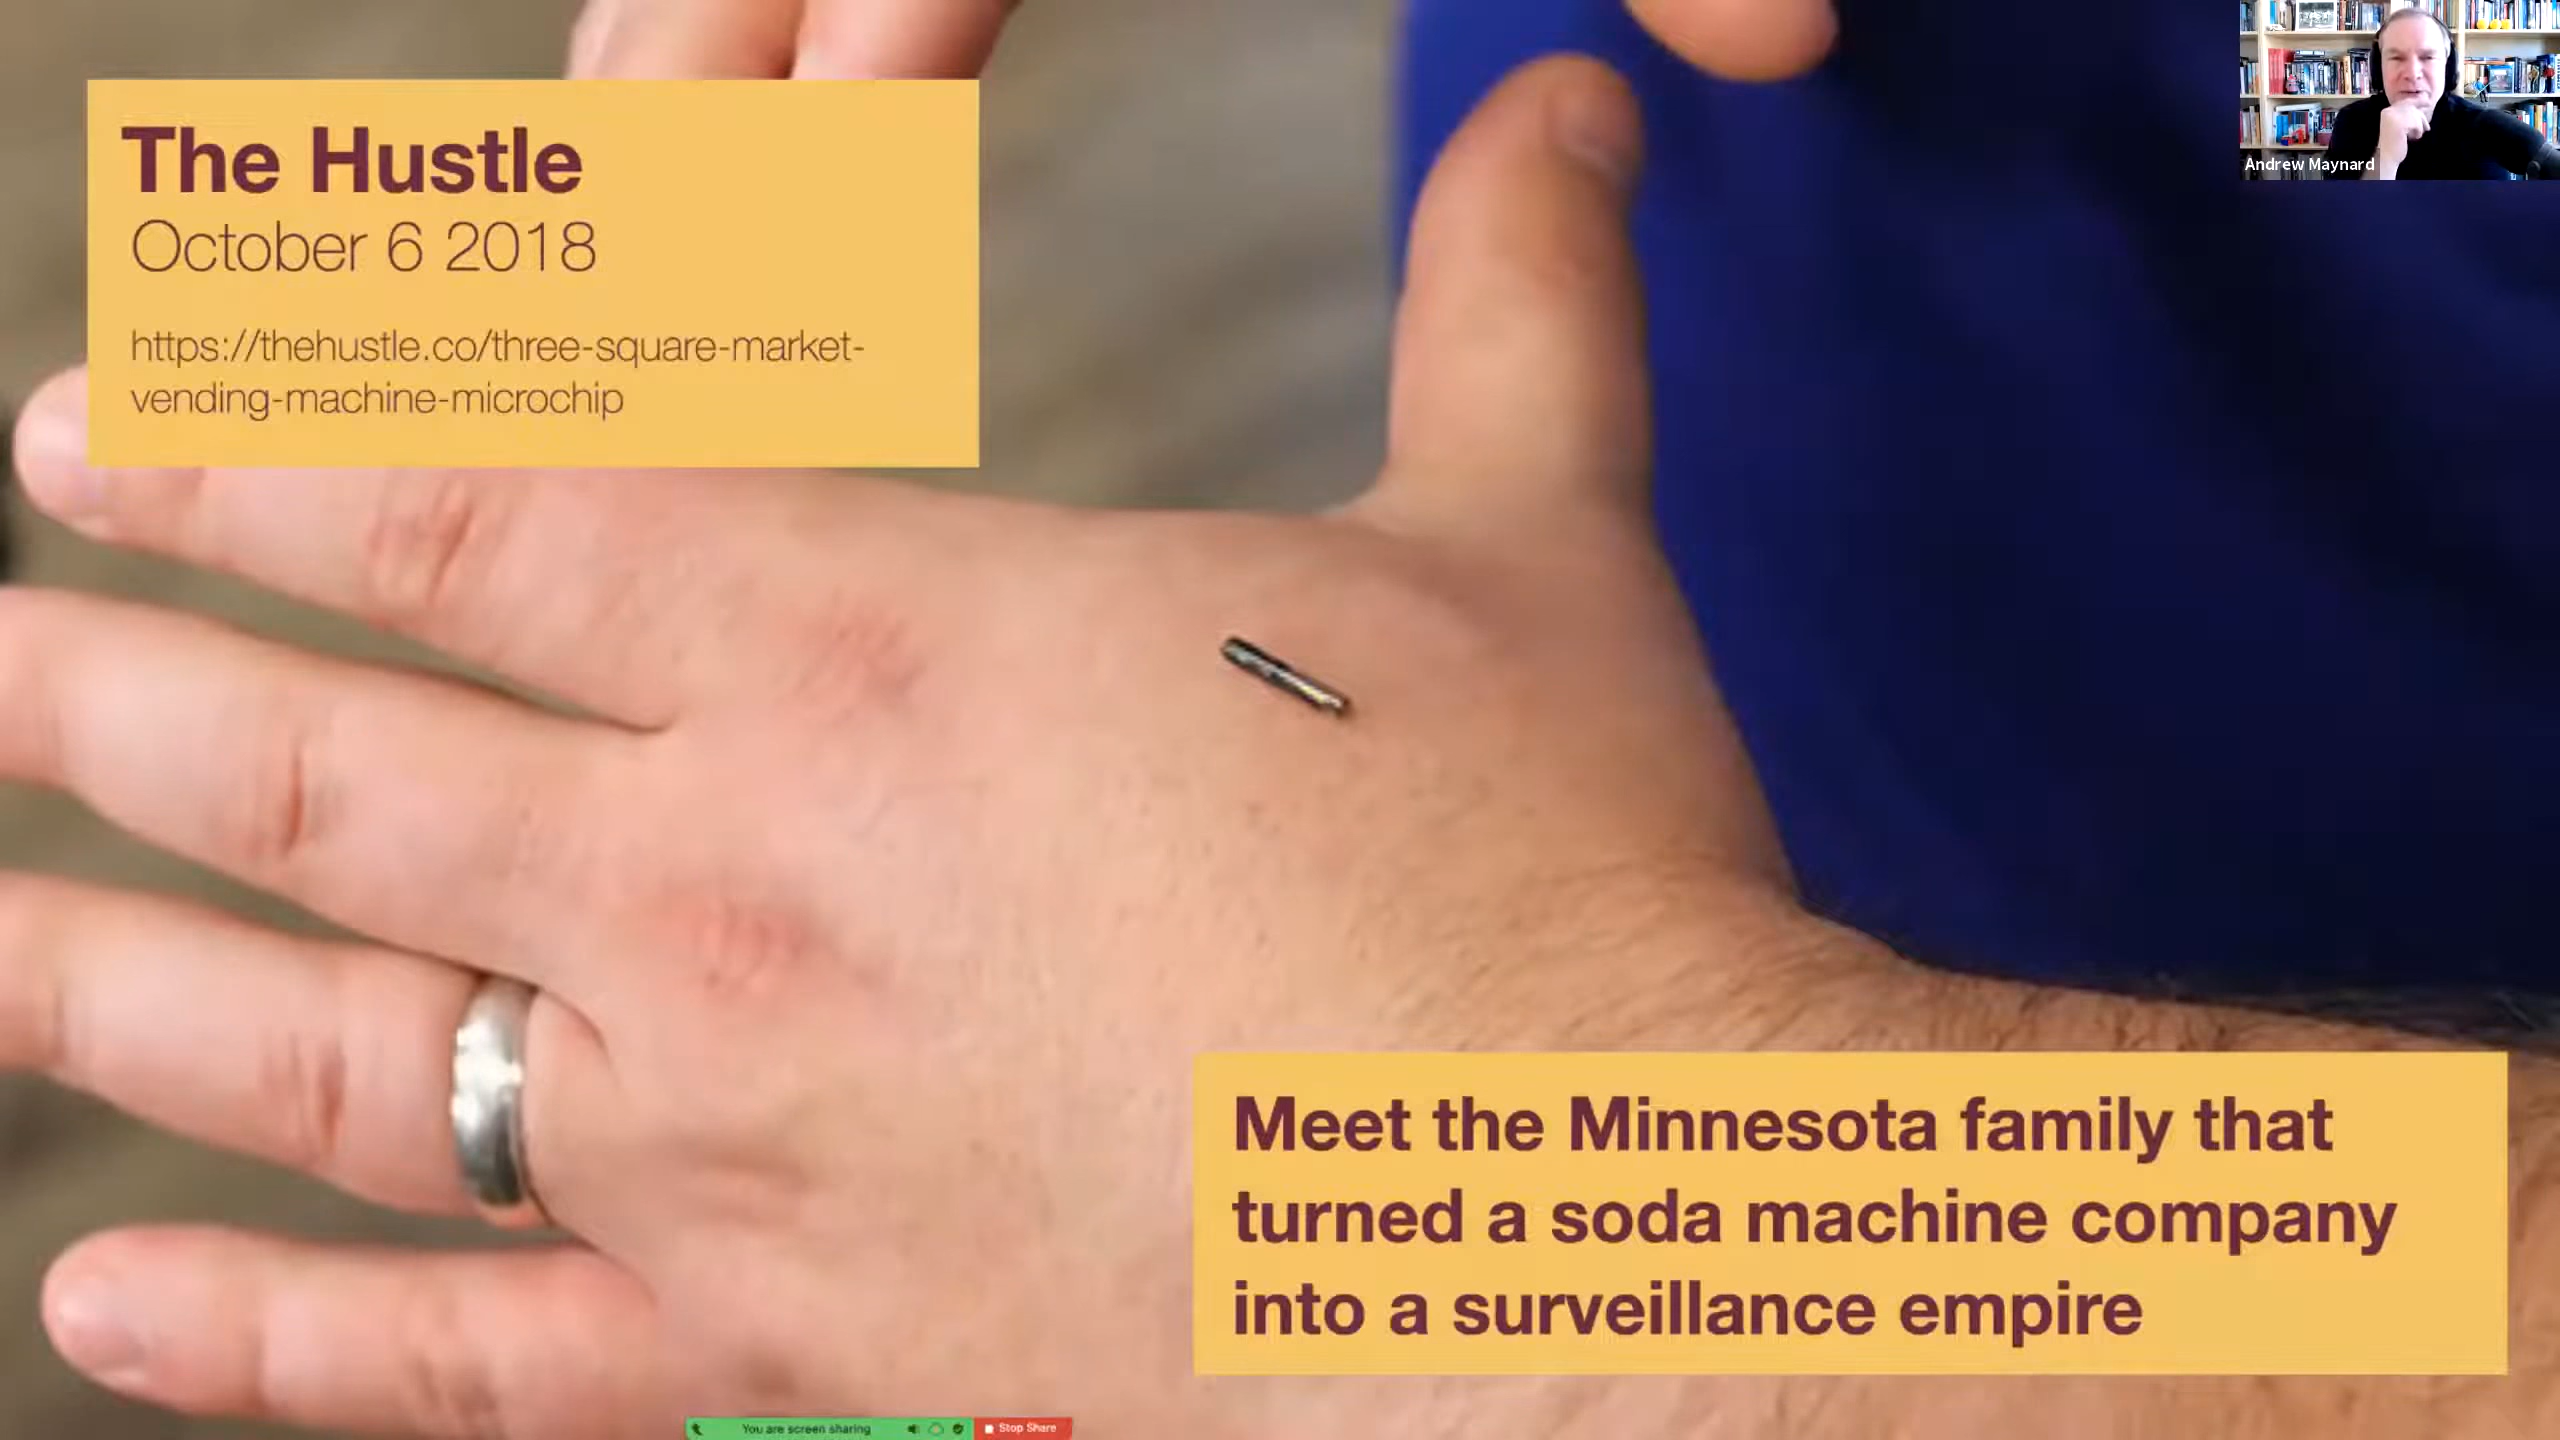 The Hustle
October 6 2018
https://thehustle.co/three-square-market-
vending-machine-microchip
Andrew Maynard
Meet the Minnesota family that
turned a soda machine company
into a surveillance empire
You are screen sharing
Stop Share